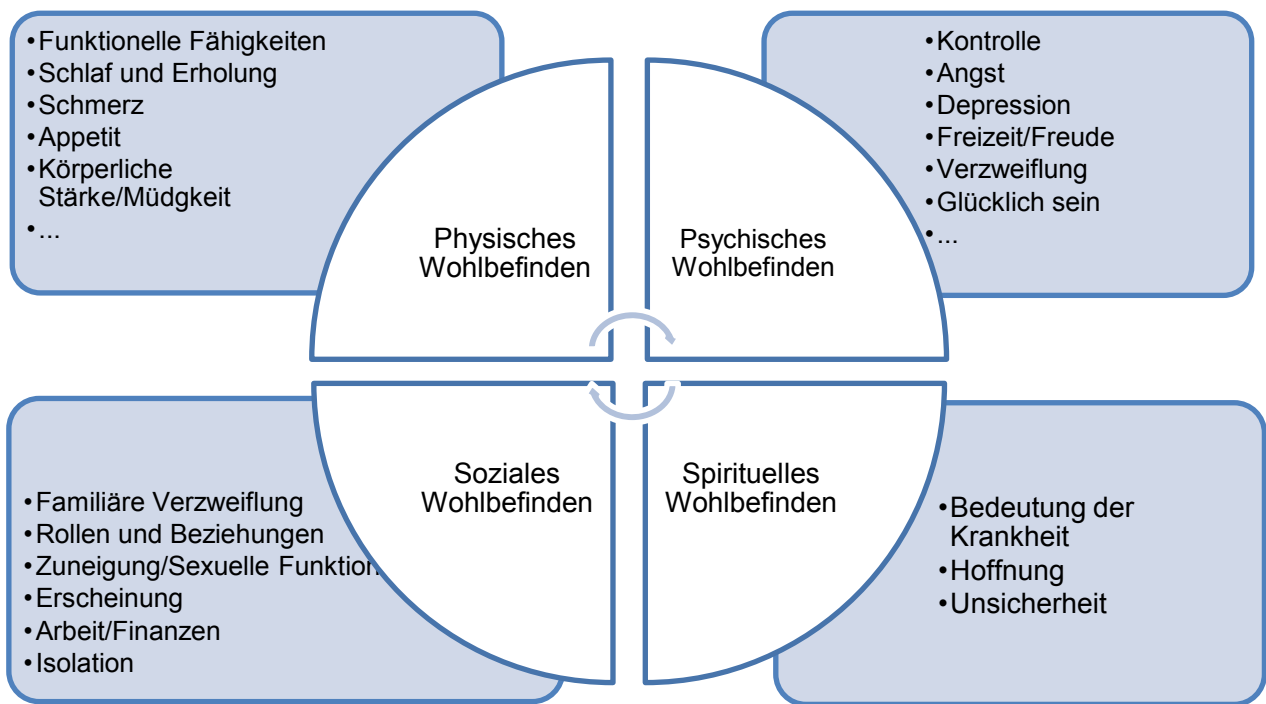 •Funktionelle Fähigkeiten
•Schlaf und Erholung
•Schmerz
•Appetit
•Körperliche
Stärke/Müdgkeit
•...
•Kontrolle
•Angst
•Depression
•Freizeit/Freude
•Verzweiflung
•Glücklich sein
•...
Physisches
Wohlbefinden
Psychisches
Wohlbefinden
Soziales
Wohlbefinden
Spirituelles
Wohlbefinden
•Familiäre Verzweiflung
•Rollen und Beziehungen
•Zuneigung/Sexuelle Funktion
•Erscheinung
•Arbeit/Finanzen
•Isolation
•Bedeutung der
Krankheit
•Hoffnung
•Unsicherheit